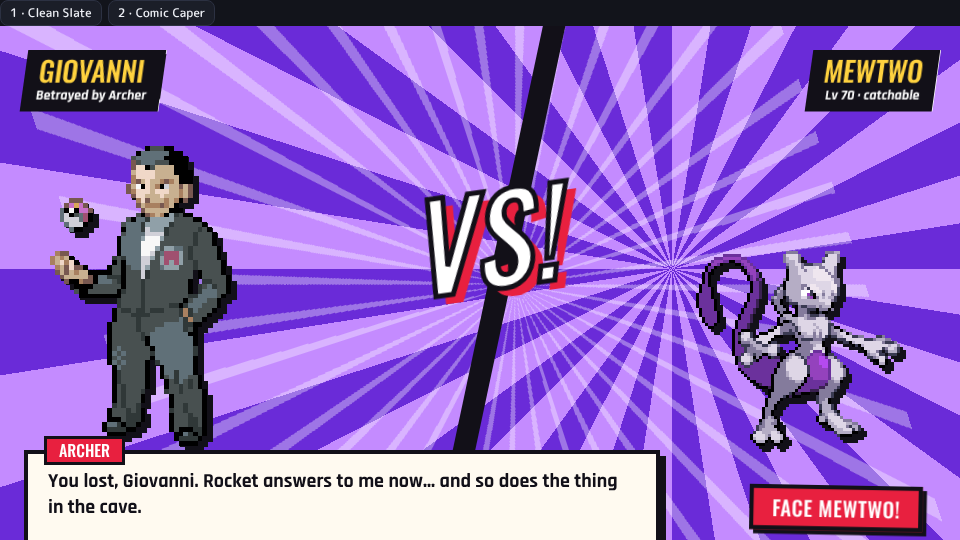 1 · Clean Slate
2 · Comic Caper
GIOVANNI
Betrayed by Archer
MEWTWO
Lv 70 · catchable
VS!
ARCHER
You lost, Giovanni. Rocket answers to me now... and so does the thing
in the cave.
FACE MEWTWO!